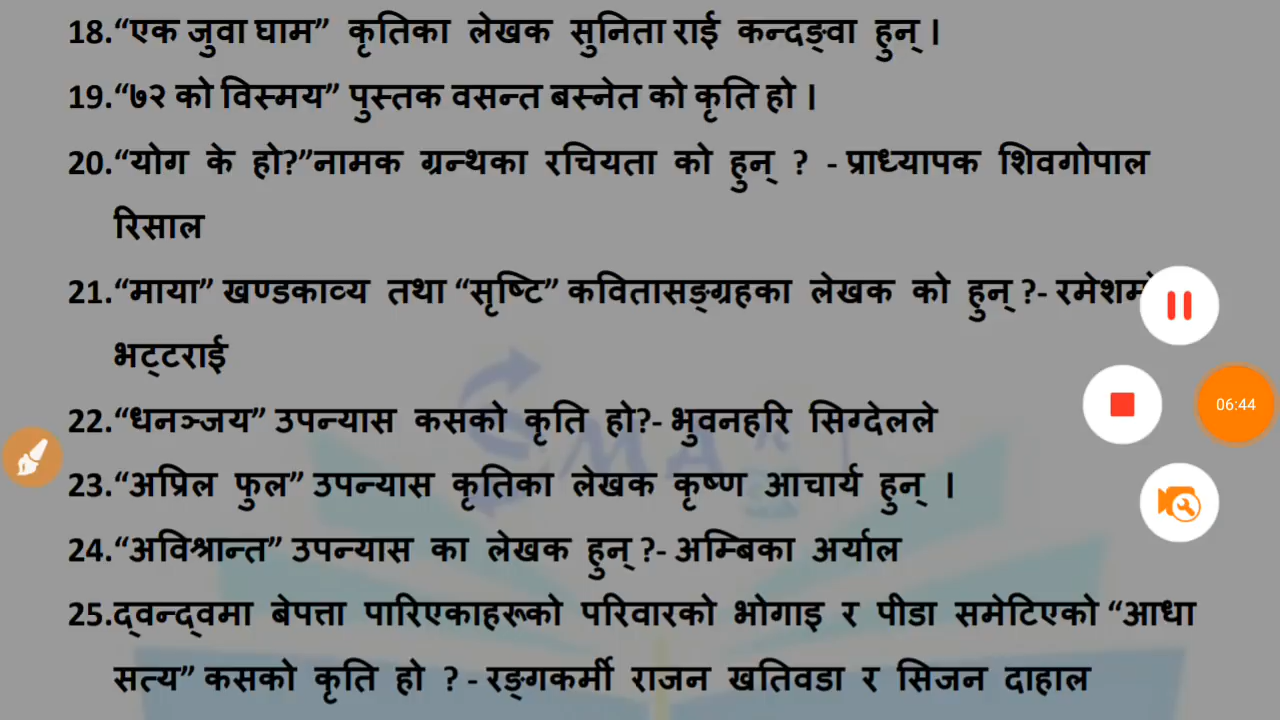 18.“एक जुवा घाम” कृतिका लेखक सुनिता राई कन्दङ्वा हुन् ।
19.“७२ को विस्मय” पुस्तक वसन्त बस्नेत को कृति हो ।
20.“योग के हो?”नामक ग्रन्थका रचियता को हुन् ? - प्राध्यापक शिवगोपाल
रिसाल
21.“माया” खण्डकाव्य तथा “सृष्टि” कवितासङ्ग्रहका लेखक को हुन् ?-
भट्टराई
22.“धनञ्जय” उपन्यास कसको कृति हो?- भुवनहरि सिग्देलले
23.“अप्रिल फुल” उपन्यास कृतिका लेखक कृष्ण आचार्य हुन् ।
24.“अविश्रान्त” उपन्यास का लेखक हुन् ?- अम्बिका अर्याल
25.द्वन्द्वमा बेपत्ता पारिएकाहरूको परिवारको भोगाइ र पीडा समेटिएको “आधा
सत्य” कसको कृति हो ? - रङ्गकर्मी राजन खतिवडा र सिजन दाहाल
06:44